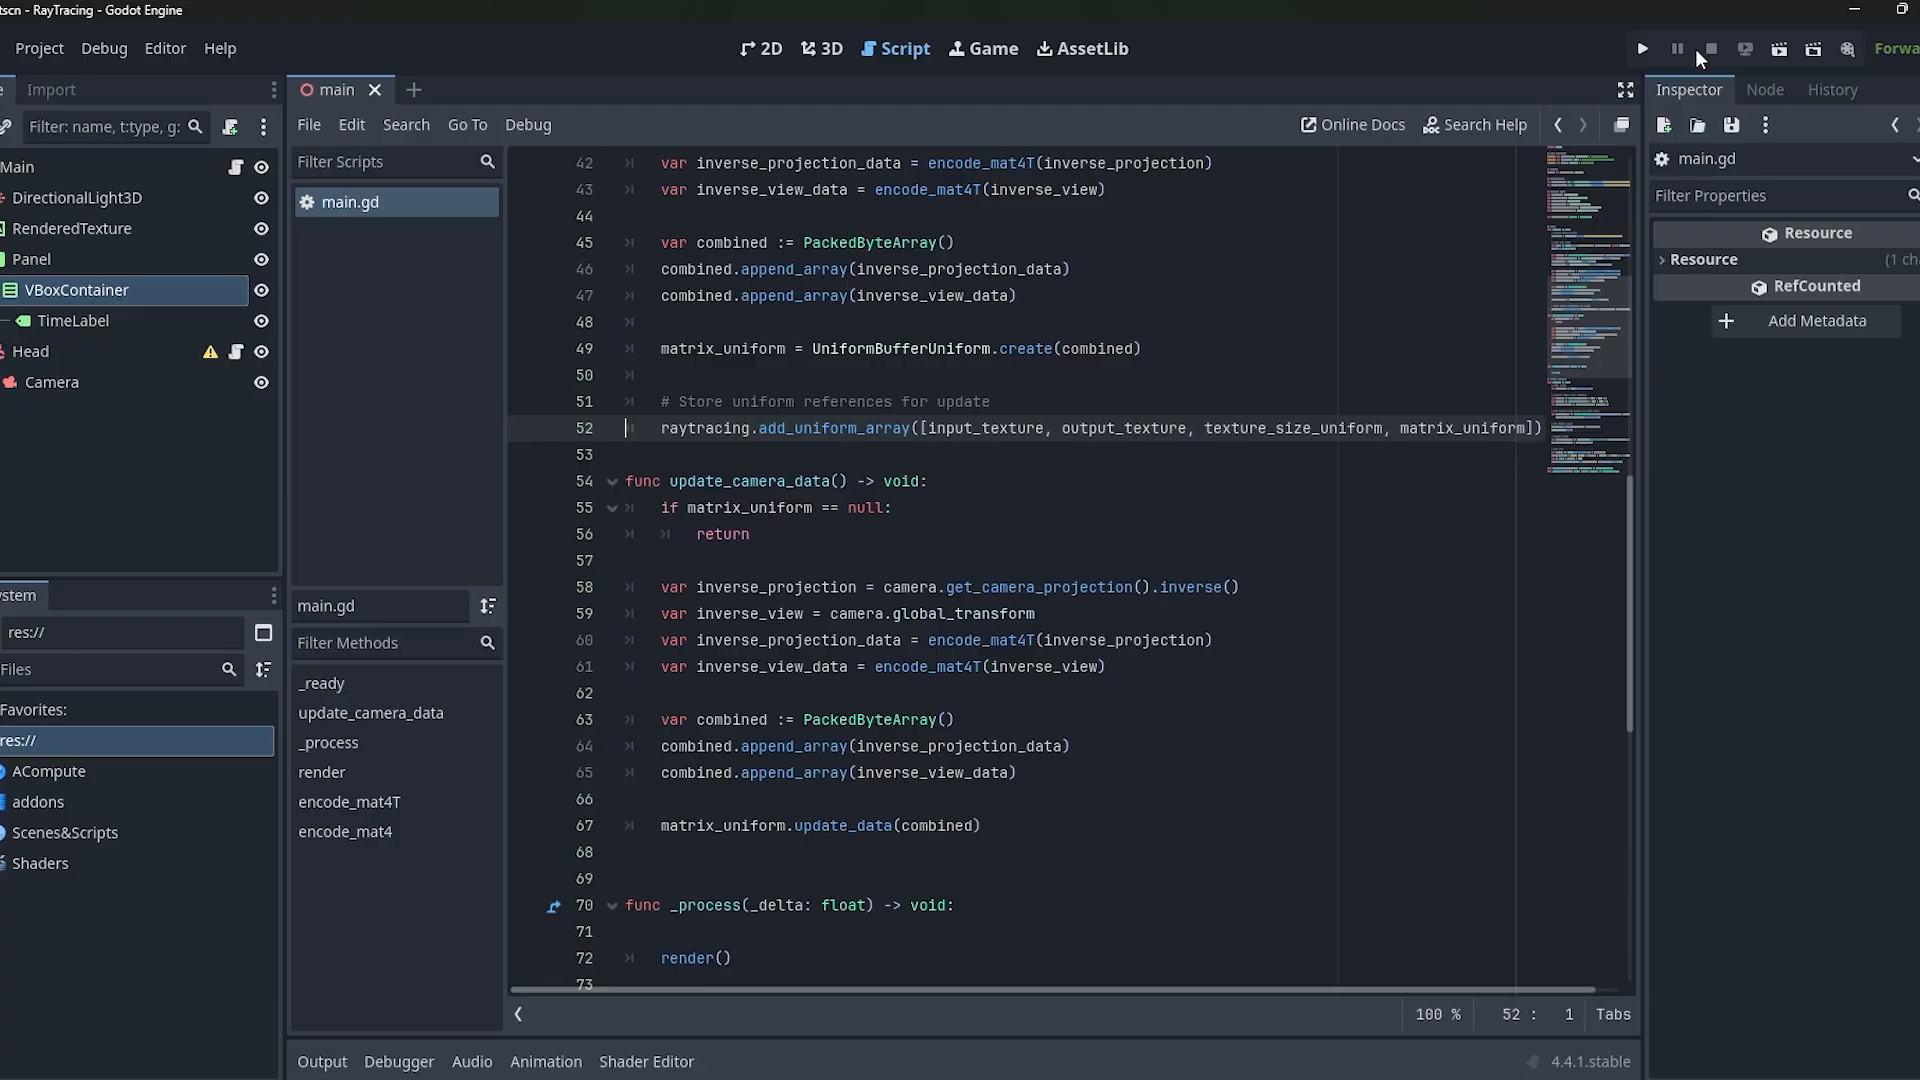 tscn - RayTracing - Godot Engine
Project Debug Editor Help
2D 3D Script Game AssetLib
Forwa
e Import
Filter: name, t:type, g:
Main
DirectionalLight3D
RenderedTexture
Panel
VBoxContainer
TimeLabel
Head
Camera
ystem
res://
Files
Favorites:
res://
ACompute
addons
Scenes&Scripts
Shaders
main
File Edit Search Go To Debug
Online Docs Search Help
Filter Scripts
main.gd
main.gd
Filter Methods
_ready
update_camera_data
_process
render
encode_mat4T
encode_mat4
42 var inverse_projection_data = encode_mat4T(inverse_projection)
43 var inverse_view_data = encode_mat4T(inverse_view)
44
45 var combined := PackedByteArray()
46 combined.append_array(inverse_projection_data)
47 combined.append_array(inverse_view_data)
48
49 matrix_uniform = UniformBufferUniform.create(combined)
50
51 # Store uniform references for update
52 raytracing.add_uniform_array([input_texture, output_texture, texture_size_uniform, matrix_uniform])
53
54 func update_camera_data() -> void:
55 if matrix_uniform == null:
56 return
57
58 var inverse_projection = camera.get_camera_projection().inverse()
59 var inverse_view = camera.global_transform
60 var inverse_projection_data = encode_mat4T(inverse_projection)
61 var inverse_view_data = encode_mat4T(inverse_view)
62
63 var combined := PackedByteArray()
64 combined.append_array(inverse_projection_data)
65 combined.append_array(inverse_view_data)
66
67 matrix_uniform.update_data(combined)
68
69
70 func _process(_delta: float) -> void:
71
72 render()
73
100 % 52 : 1 Tabs
Output Debugger Audio Animation Shader Editor
4.4.1.stable
Inspector Node History
main.gd
Filter Properties
Resource
Resource (1 cha
RefCounted
Add Metadata